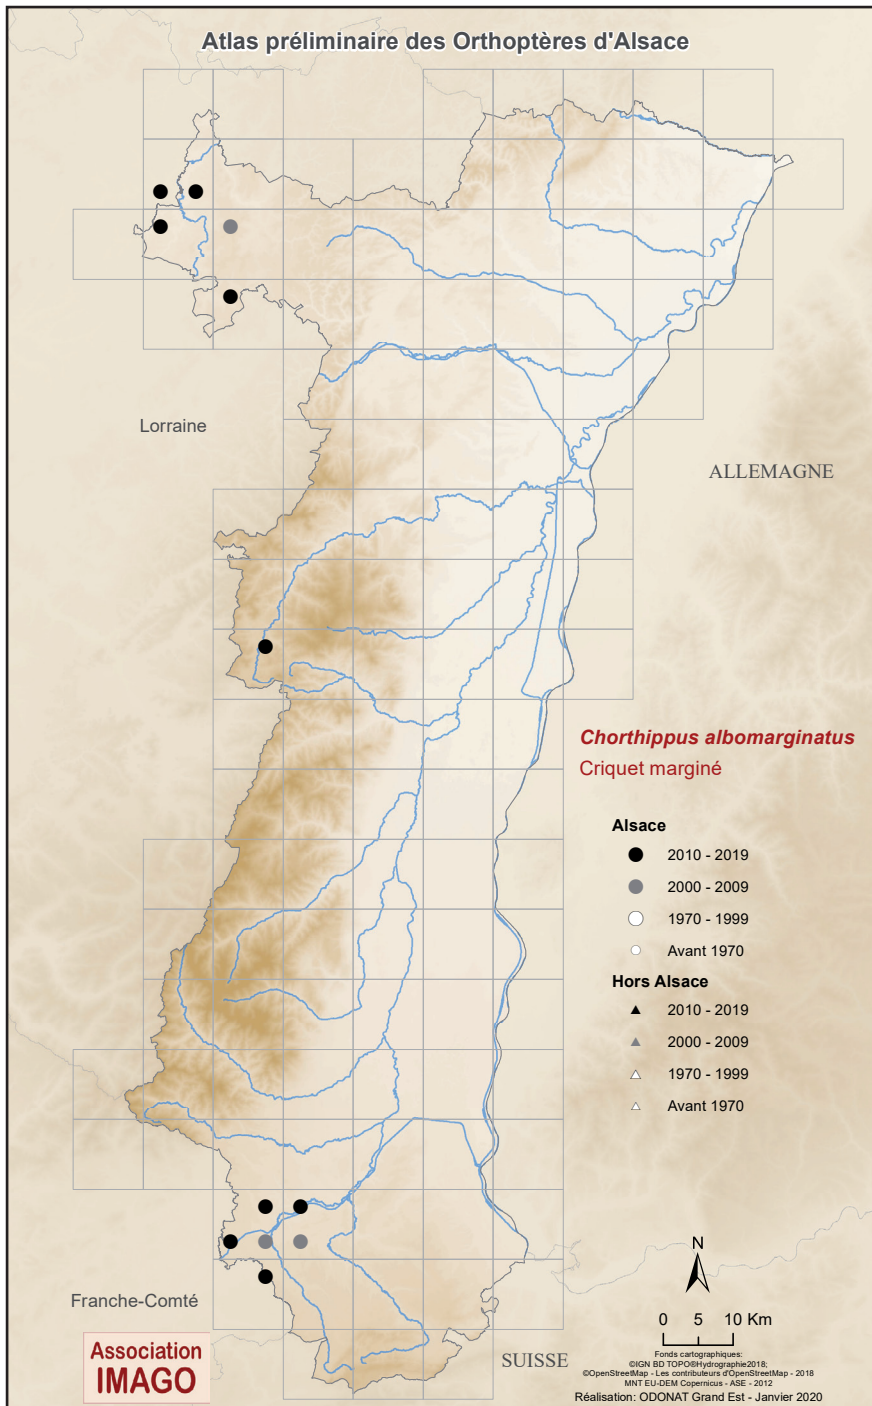 Atlas préliminaire des Orthoptères d'Alsace
Lorraine
ALLEMAGNE
Chorthippus albomarginatus
Criquet marginé
Alsace
2010 - 2019
2000 - 2009
1970 - 1999
Avant 1970
Hors Alsace
2010 - 2019
2000 - 2009
1970 - 1999
Avant 1970
N
Franche-Comté
0 5 10 Km
Association
IMAGO
SUISSE
Fonds cartographiques:
©IGN BD TOPO®Hydrographie2018;
©OpenStreetMap - Les contributeurs d'OpenStreetMap - 2018
MNT EU-DEM Copernicus - ASE - 2012
Réalisation: ODONAT Grand Est - Janvier 2020